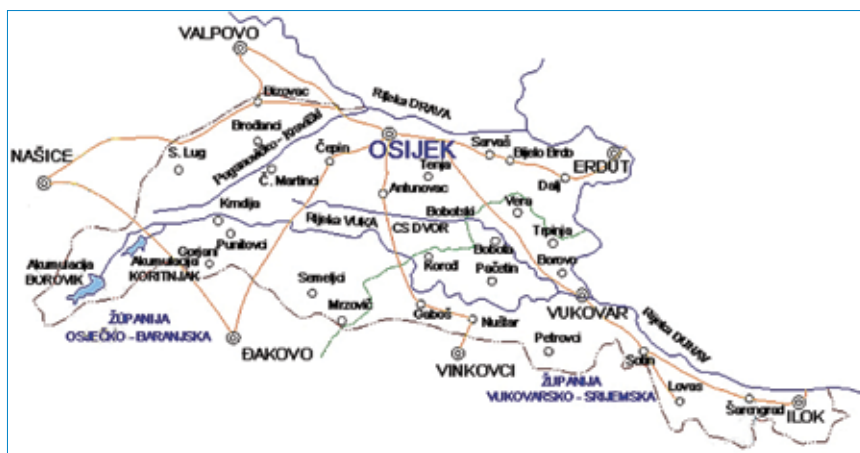 VALPOVO
Bizovac
Rijeka DRAVA
Brođanci
OSIJEK
Sarvaš
Bijelo Brdo
ERDUT
NAŠICE
S. Lug
Čepin
Č. Martinci
Tenja
Dalj
Antunovac
Vera
Krndija
Rijeka VUKA
Bobotski
CS DVOR
Trpinja
Punitovci
Gorjani
Akumulacija
BOROVIK
Akumulacija
KORITNJAK
Bobota
Korođ
Pačetin
Borovo
Semeljci
VUKOVAR
Mrzović
Gaboš
Nuštar
Rijeka DUNAV
ŽUPANIJA
OSJEČKO - BARANJSKA
ĐAKOVO
VINKOVCI
Petrovci
Sotin
ŽUPANIJA
VUKOVARSKO - SRIJEMSKA
Lovas
Šarengrad
ILOK